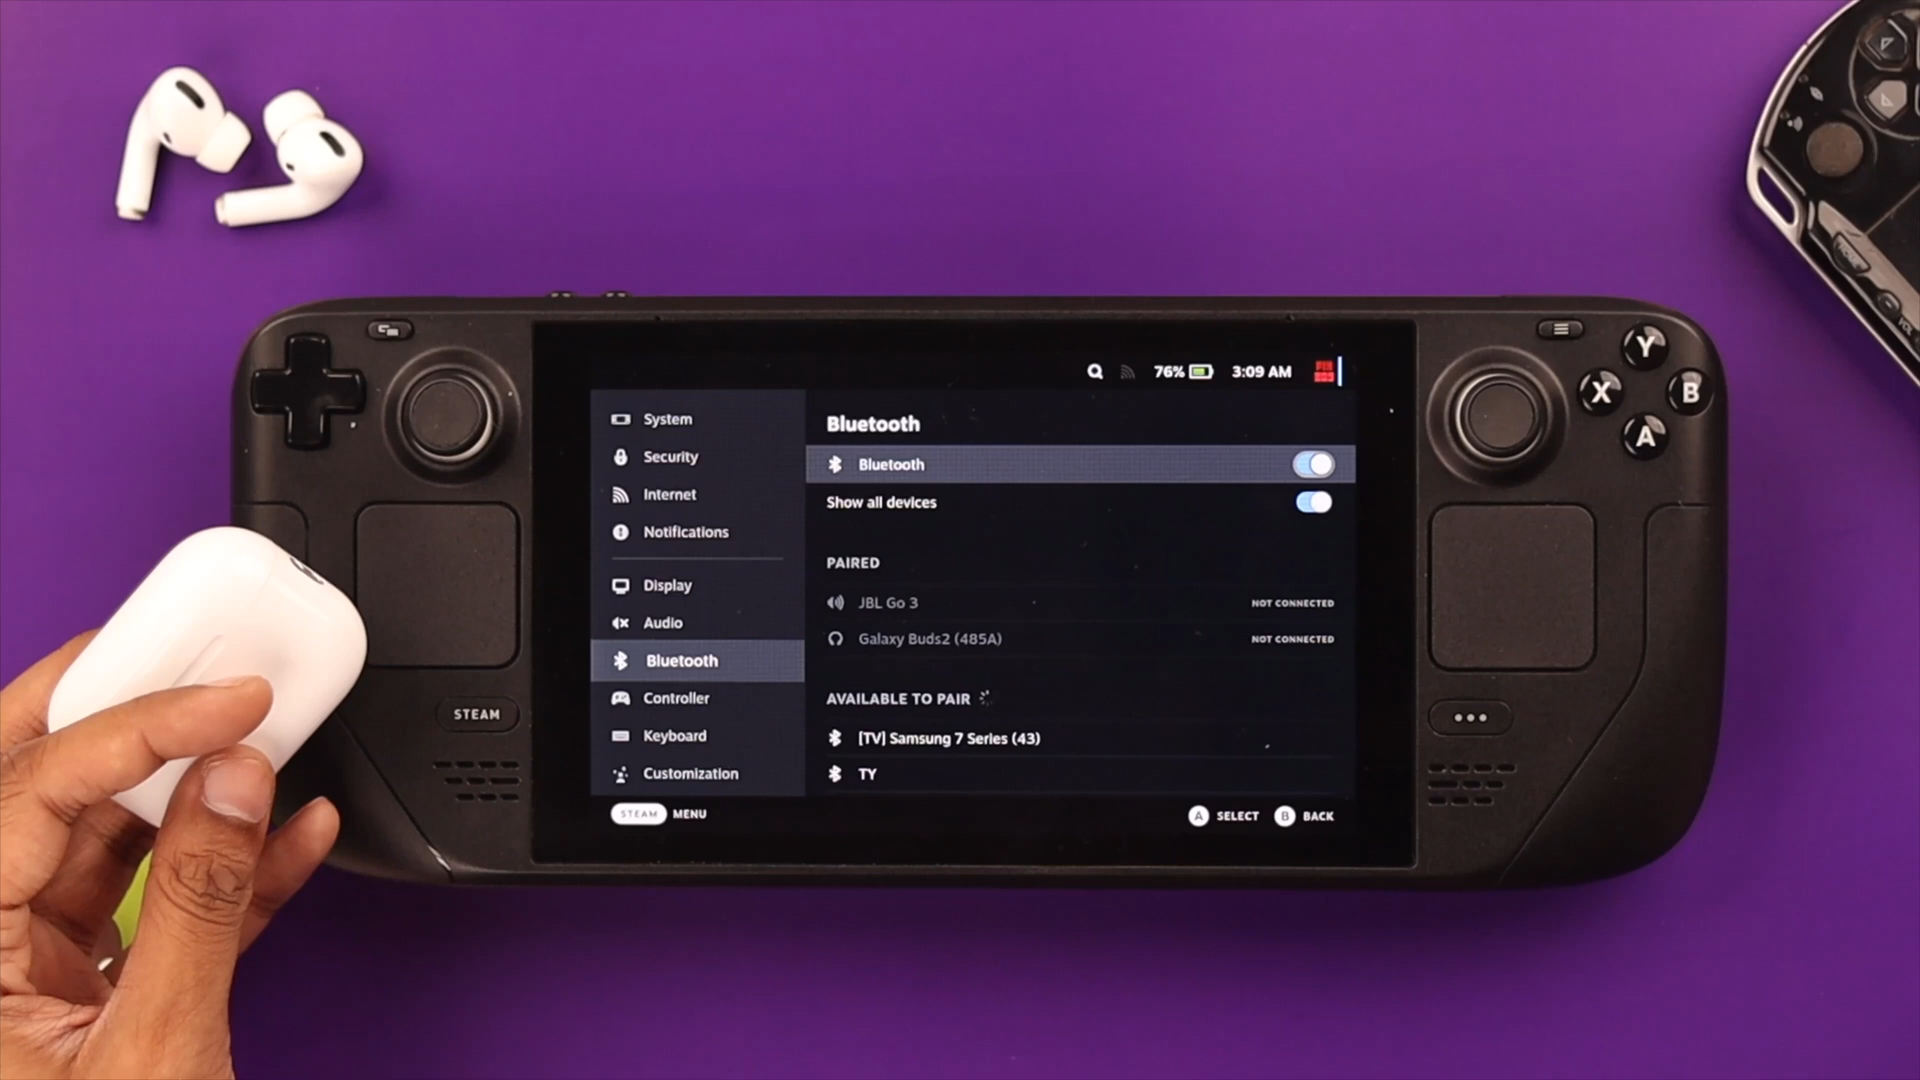 76% 3:09 AM
System
Security
Internet
Notifications
Display
Audio
Bluetooth
Controller
Keyboard
Customization
Bluetooth
Bluetooth
Show all devices
PAIRED
JBL Go 3 NOT CONNECTED
Galaxy Buds2 (485A) NOT CONNECTED
AVAILABLE TO PAIR
[TV] Samsung 7 Series (43)
TY
STEAM MENU
A SELECT B BACK
STEAM
Y
X
B
A
VOL